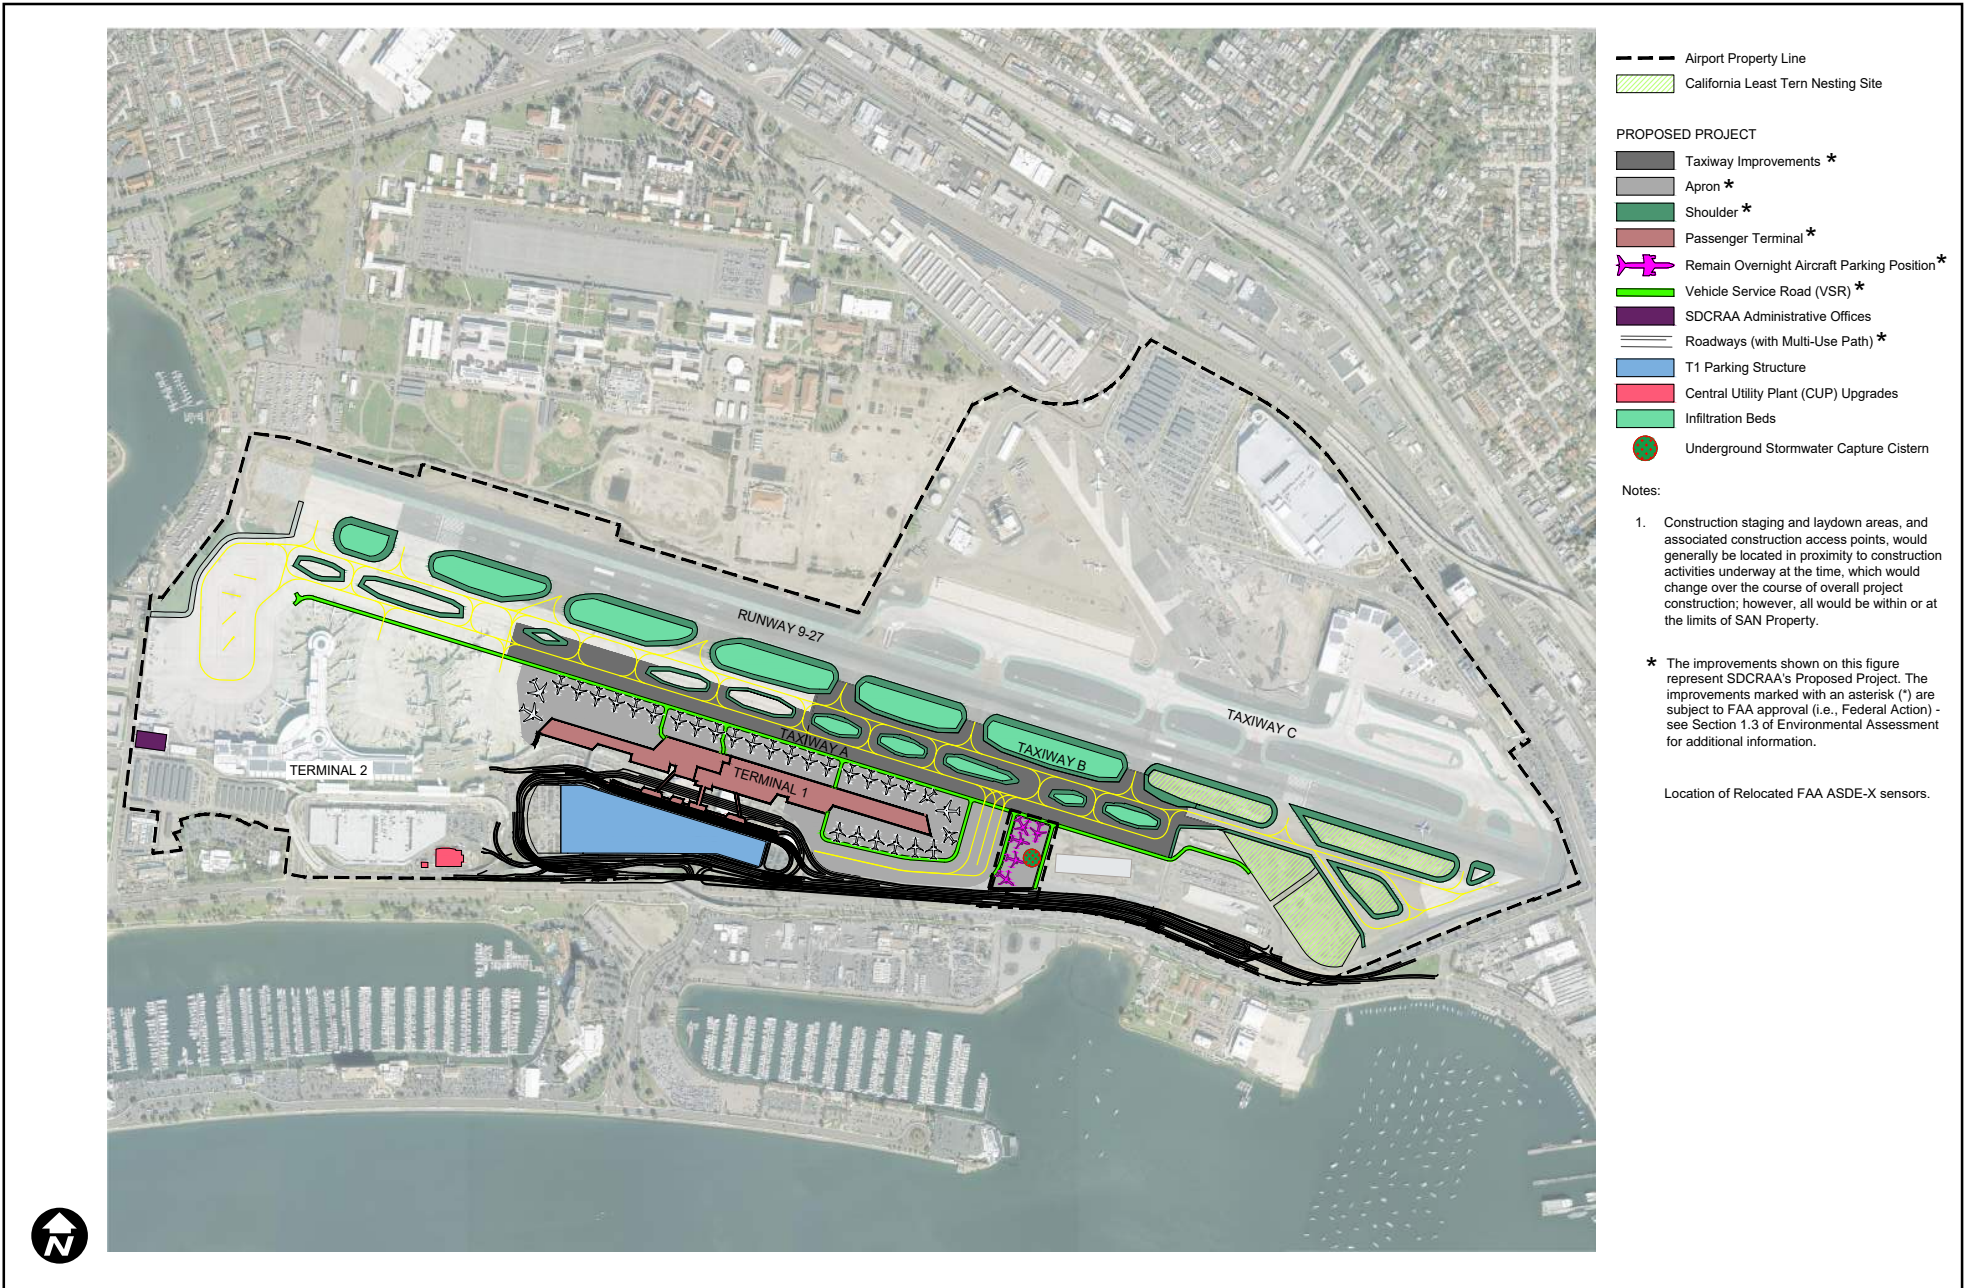 Airport Property Line
California Least Tern Nesting Site
PROPOSED PROJECT
Taxiway Improvements *
Apron *
Shoulder *
Passenger Terminal *
Remain Overnight Aircraft Parking Position *
Vehicle Service Road (VSR) *
SDCRAA Administrative Offices
Roadways (with Multi-Use Path) *
T1 Parking Structure
Central Utility Plant (CUP) Upgrades
Infiltration Beds
Underground Stormwater Capture Cistern
Notes:
1. Construction staging and laydown areas, and
associated construction access points, would
generally be located in proximity to construction
activities underway at the time, which would
change over the course of overall project
construction; however, all would be within or at
the limits of SAN Property.
* The improvements shown on this figure
represent SDCRAA's Proposed Project. The
improvements marked with an asterisk (*) are
subject to FAA approval (i.e., Federal Action) -
see Section 1.3 of Environmental Assessment
for additional information.
Location of Relocated FAA ASDE-X sensors.
RUNWAY 9-27
TAXIWAY C
TAXIWAY B
TAXIWAY A
TERMINAL 1
TERMINAL 2
N